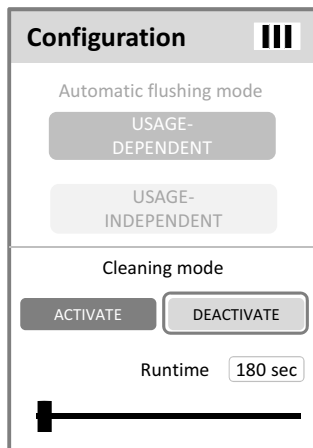 Configuration
Automatic flushing mode
USAGE-
DEPENDENT
USAGE-
INDEPENDENT
Cleaning mode
ACTIVATE DEACTIVATE
Runtime 180 sec